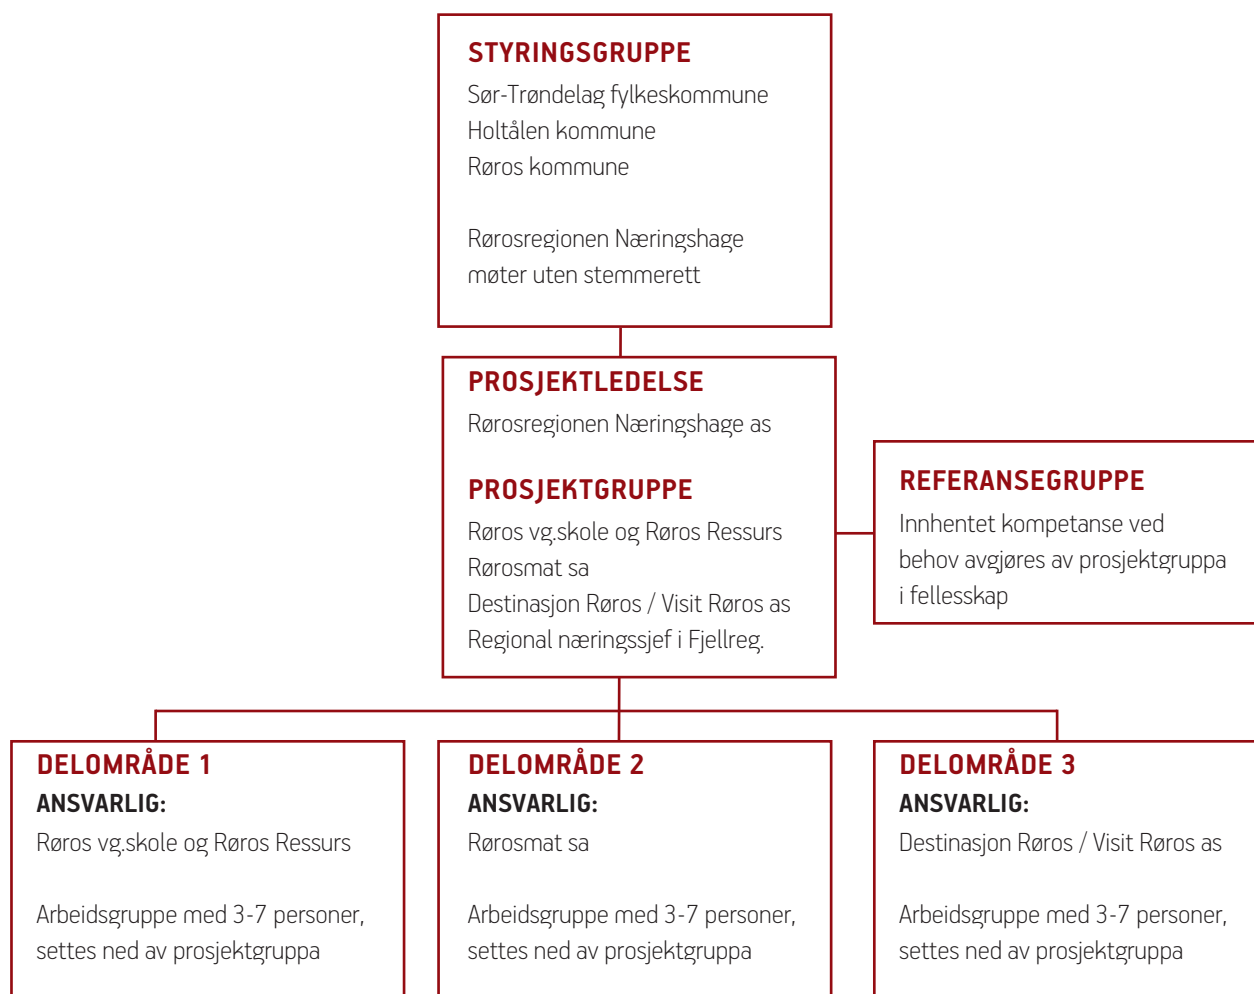 STYRINGSGRUPPE
Sør-Trøndelag fylkeskommune
Holtålen kommune
Røros kommune
Rørosregionen Næringshage
møter uten stemmerett
PROSJEKTLEDELSE
Rørosregionen Næringshage as
PROSJEKTGRUPPE
Røros vg.skole og Røros Ressurs
Rørosmat sa
Destinasjon Røros / Visit Røros as
Regional næringssjef i Fjellreg.
REFERANSEGRUPPE
Innhentet kompetanse ved
behov avgjøres av prosjektgruppa
i fellesskap
DELOMRÅDE 1
ANSVARLIG:
Røros vg.skole og Røros Ressurs
Arbeidsgruppe med 3-7 personer,
settes ned av prosjektgruppa
DELOMRÅDE 2
ANSVARLIG:
Rørosmat sa
Arbeidsgruppe med 3-7 personer,
settes ned av prosjektgruppa
DELOMRÅDE 3
ANSVARLIG:
Destinasjon Røros / Visit Røros as
Arbeidsgruppe med 3-7 personer,
settes ned av prosjektgruppa